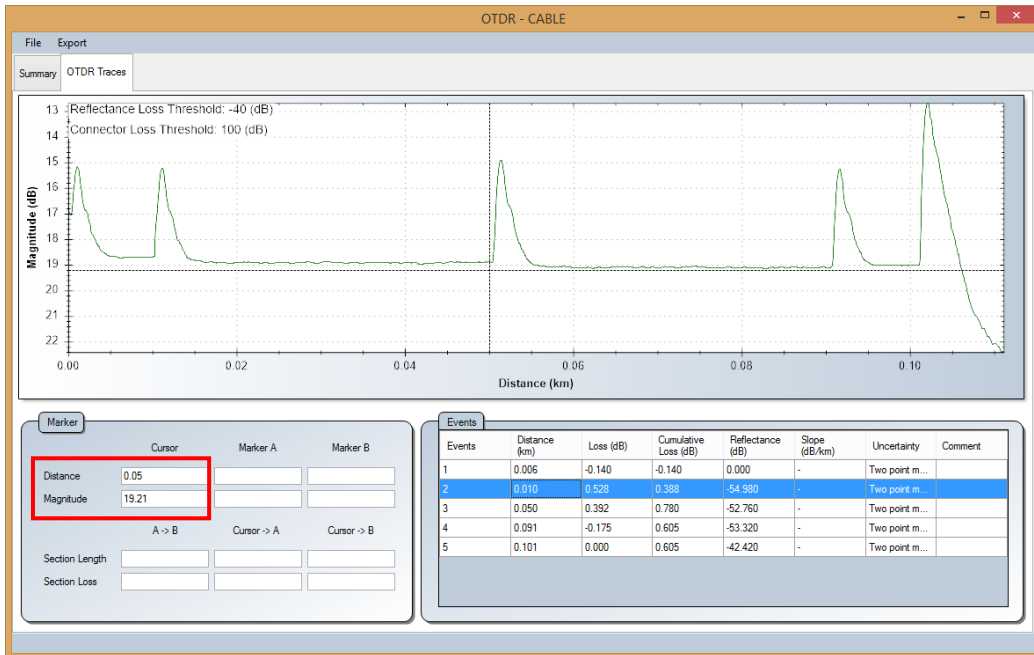 OTDR - CABLE
File Export
Summary OTDR Traces
Reflectance Loss Threshold: -40 (dB)
Connector Loss Threshold: 100 (dB)
Magnitude (dB)
13
14
15
16
17
18
19
20
21
22
0.00 0.02 0.04 0.06 0.08 0.10
Distance (km)
Marker
Cursor Marker A Marker B
Distance 0.05
Magnitude 19.21
A -> B Cursor -> A Cursor -> B
Section Length
Section Loss
Events
Events Distance (km) Loss (dB) Cumulative Loss (dB) Reflectance (dB) Slope (dB/km) Uncertainty Comment
1 0.006 -0.140 -0.140 0.000 - Two point m...
2 0.010 0.528 0.388 -54.980 - Two point m...
3 0.050 0.392 0.780 -52.760 - Two point m...
4 0.091 -0.175 0.605 -53.320 - Two point m...
5 0.101 0.000 0.605 -42.420 - Two point m...